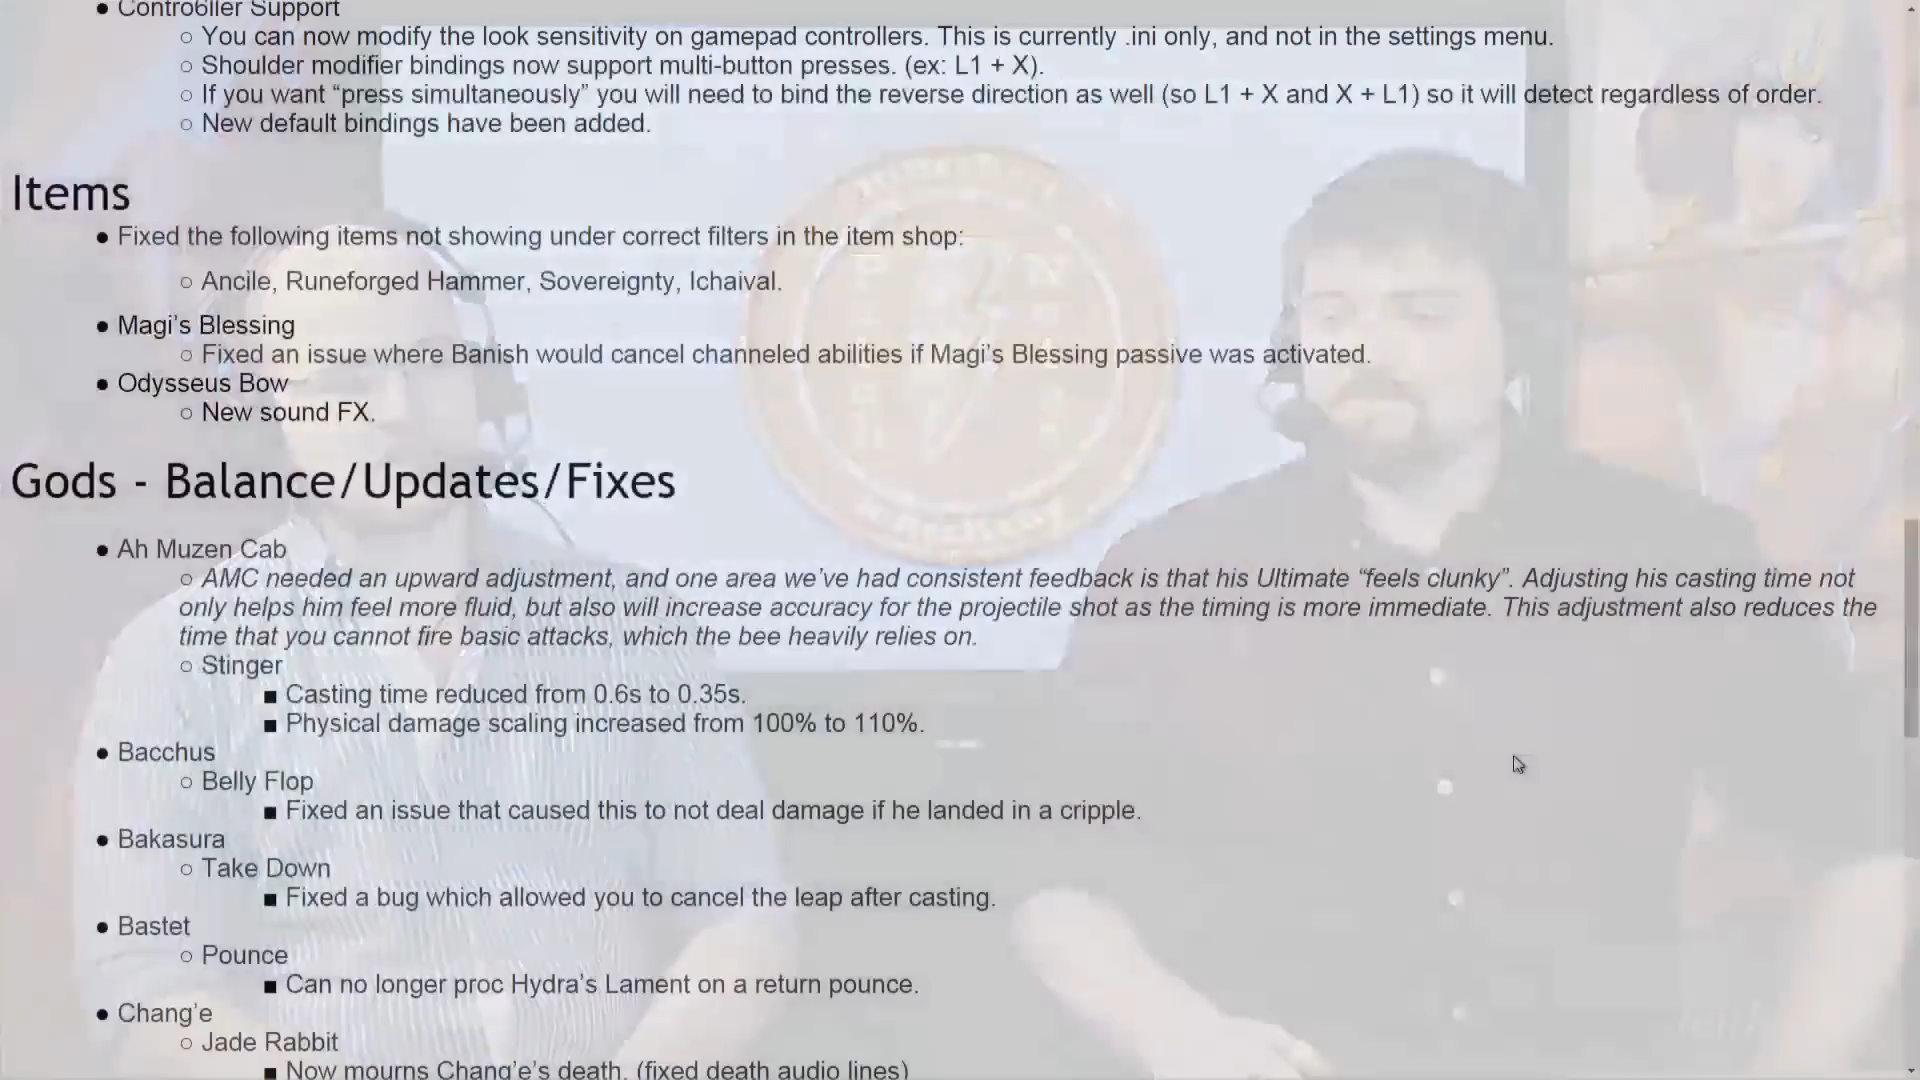 Contro6ller Support
○ You can now modify the look sensitivity on gamepad controllers. This is currently .ini only, and not in the settings menu.
○ Shoulder modifier bindings now support multi-button presses. (ex: L1 + X).
○ If you want “press simultaneously” you will need to bind the reverse direction as well (so L1 + X and X + L1) so it will detect regardless of order.
○ New default bindings have been added.
Items
● Fixed the following items not showing under correct filters in the item shop:
○ Ancile, Runeforged Hammer, Sovereignty, Ichaival.
● Magi’s Blessing
○ Fixed an issue where Banish would cancel channeled abilities if Magi’s Blessing passive was activated.
● Odysseus Bow
○ New sound FX.
Gods - Balance/Updates/Fixes
● Ah Muzen Cab
○ AMC needed an upward adjustment, and one area we’ve had consistent feedback is that his Ultimate “feels clunky”. Adjusting his casting time not
only helps him feel more fluid, but also will increase accuracy for the projectile shot as the timing is more immediate. This adjustment also reduces the
time that you cannot fire basic attacks, which the bee heavily relies on.
○ Stinger
■ Casting time reduced from 0.6s to 0.35s.
■ Physical damage scaling increased from 100% to 110%.
● Bacchus
○ Belly Flop
■ Fixed an issue that caused this to not deal damage if he landed in a cripple.
● Bakasura
○ Take Down
■ Fixed a bug which allowed you to cancel the leap after casting.
● Bastet
○ Pounce
■ Can no longer proc Hydra’s Lament on a return pounce.
● Chang’e
○ Jade Rabbit
■ Now mourns Chang’e’s death. (fixed death audio lines)